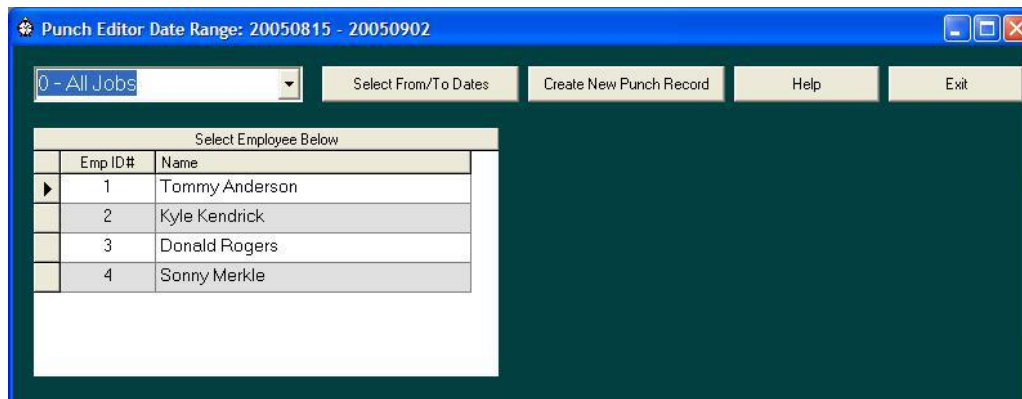 Punch Editor Date Range: 20050815 - 20050902
0 - All Jobs Select From/To Dates Create New Punch Record Help Exit
Select Employee Below
Emp ID# Name
1 Tommy Anderson
2 Kyle Kendrick
3 Donald Rogers
4 Sonny Merkle